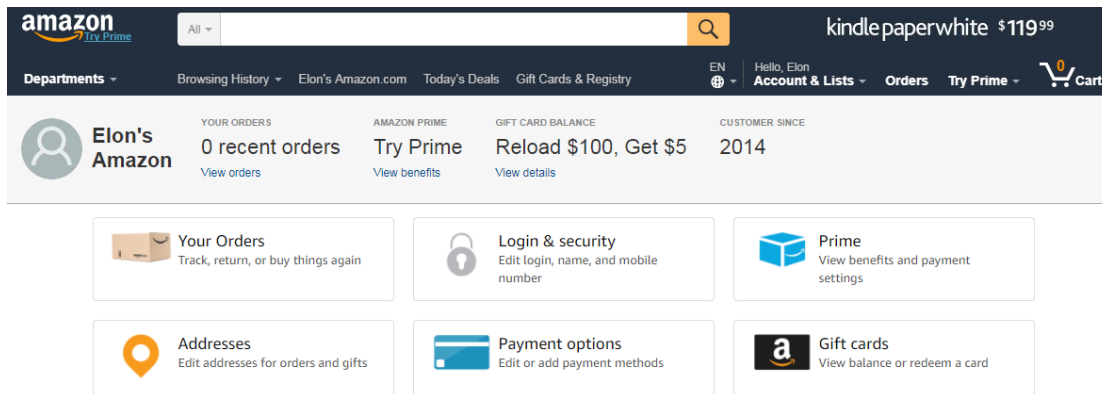 amazon
Try Prime
All
kindle paperwhite $119 99
Departments
Browsing History Elon's Amazon.com Today's Deals Gift Cards & Registry
EN
Hello, Elon
Account & Lists
Orders
Try Prime
0
Cart
Elon's
Amazon
YOUR ORDERS
0 recent orders
View orders
AMAZON PRIME
Try Prime
View benefits
GIFT CARD BALANCE
Reload $100, Get $5
View details
CUSTOMER SINCE
2014
Your Orders
Track, return, or buy things again
Login & security
Edit login, name, and mobile
number
Prime
View benefits and payment
settings
Addresses
Edit addresses for orders and gifts
Payment options
Edit or add payment methods
a
Gift cards
View balance or redeem a card